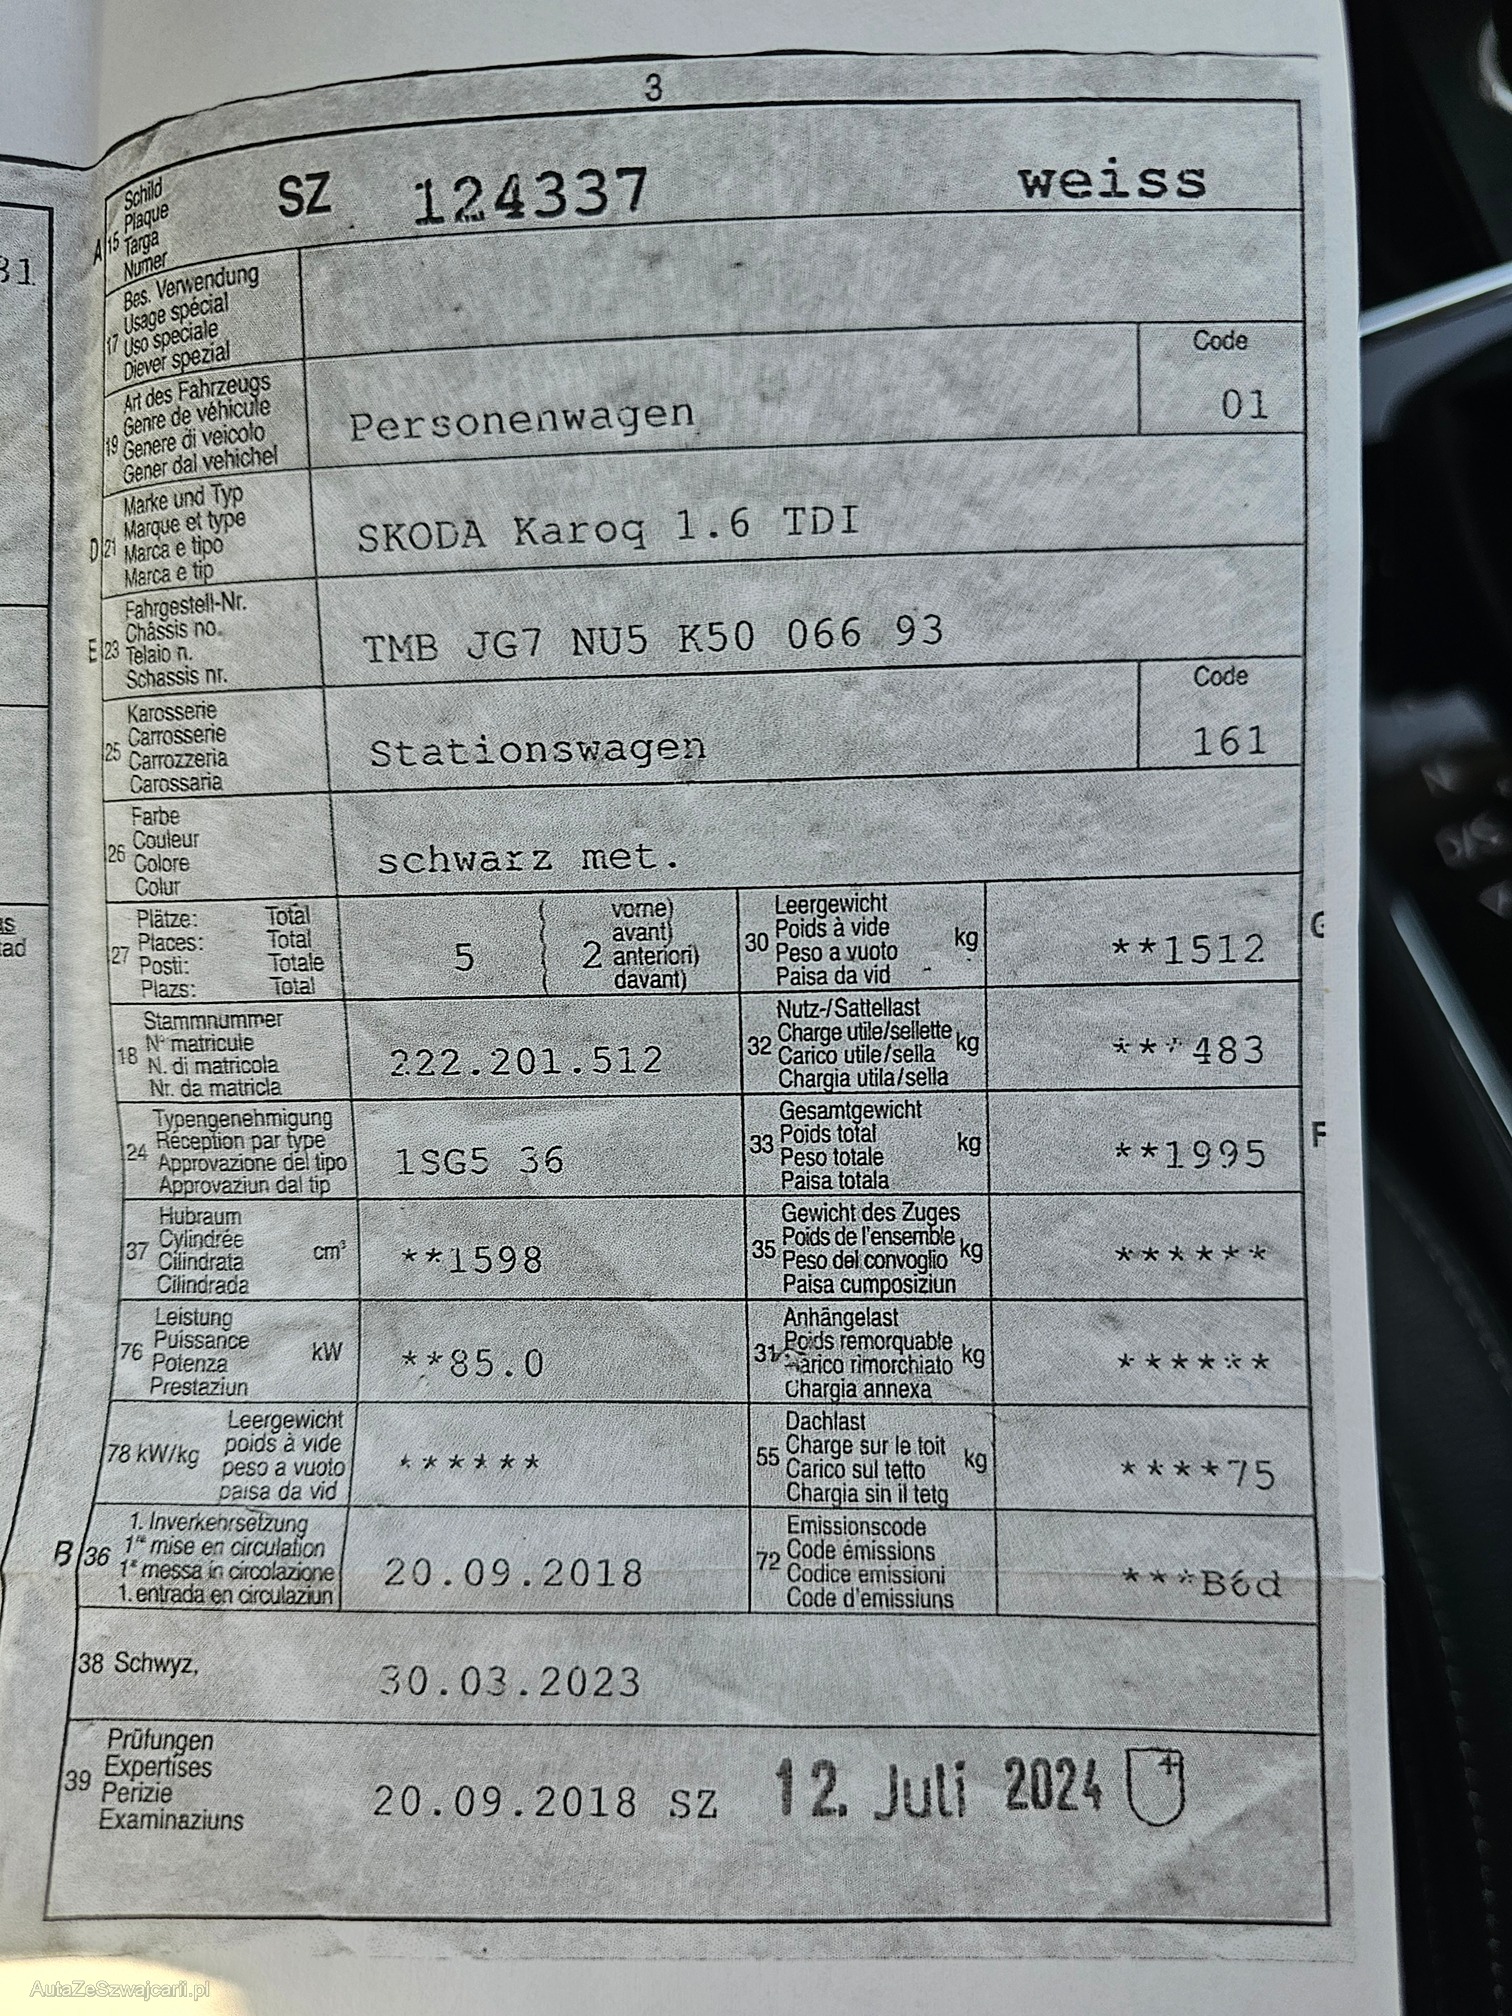 3
31
A 15 Schild
Plaque
Targa
Numer
SZ 124337 weiss
17 Bes. Verwendung
Usage spécial
Uso speciale
Diever spezial
19 Art des Fahrzeugs
Genre de véhicule
Genere di veicolo
Gener dal vehichel
Personenwagen
Code
01
D 21 Marke und Typ
Marque et type
Marca e tipo
Marca e tip
SKODA Karoq 1.6 TDI
E 23 Fahrgestell-Nr.
Châssis no.
Telaio n.
Schassis nr.
TMB JG7 NU5 K50 066 93
25 Karosserie
Carrosserie
Carrozzeria
Carossaria
Stationswagen
Code
161
26 Farbe
Couleur
Colore
Colur
schwarz met.
27 Plätze: Total
Places: Total
Posti: Totale
Plazs: Total
5 ( 2 vorne)
avant)
anteriori)
davant)
30 Leergewicht
Poids à vide
Peso a vuoto
Paisa da vid
kg
**1512
G
18 Stammnummer
N° matricule
N. di matricola
Nr. da matricla
222.201.512
32 Nutz-/Sattellast
Charge utile/sellette
Carico utile/sella
Chargia utila/sella
kg
***483
24 Typengenehmigung
Réception par type
Approvazione del tipo
Approvaziun dal tip
1SG5 36
33 Gesamtgewicht
Poids total
Peso totale
Paisa totala
kg
**1995
F
37 Hubraum
Cylindrée
Cilindrata
Cilindrada
cm³
**1598
35 Gewicht des Zuges
Poids de l'ensemble
Peso del convoglio
Paisa cumposiziun
kg
******
76 Leistung
Puissance
Potenza
Prestaziun
kW
**85.0
31 Anhängelast
Poids remorquable
Carico rimorchiato
Chargia annexa
kg
******
78 kW/kg Leergewicht
poids à vide
peso a vuoto
paisa da vid
******
55 Dachlast
Charge sur le toit
Carico sul tetto
Chargia sin il tetg
kg
****75
B 36 1. Inverkehrsetzung
1re mise en circulation
1a messa in circolazione
1. entrada en circulaziun
20.09.2018
72 Emissionscode
Code émissions
Codice emissioni
Code d'emissiuns
***B6d
38 Schwyz,
30.03.2023
39 Prüfungen
Expertises
Perizie
Examinaziuns
20.09.2018 SZ 12. Juli 2024
AutaZeSzwajcarii.pl